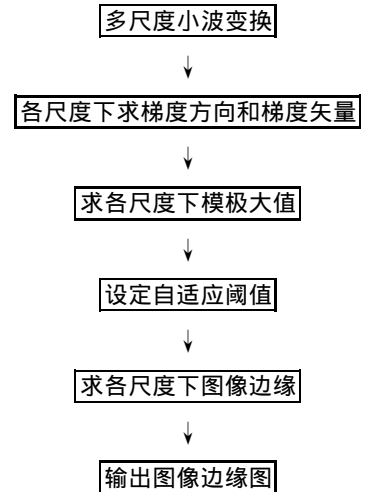 多尺度小波变换
各尺度下求梯度方向和梯度矢量
求各尺度下模极大值
设定自适应阈值
求各尺度下图像边缘
输出图像边缘图